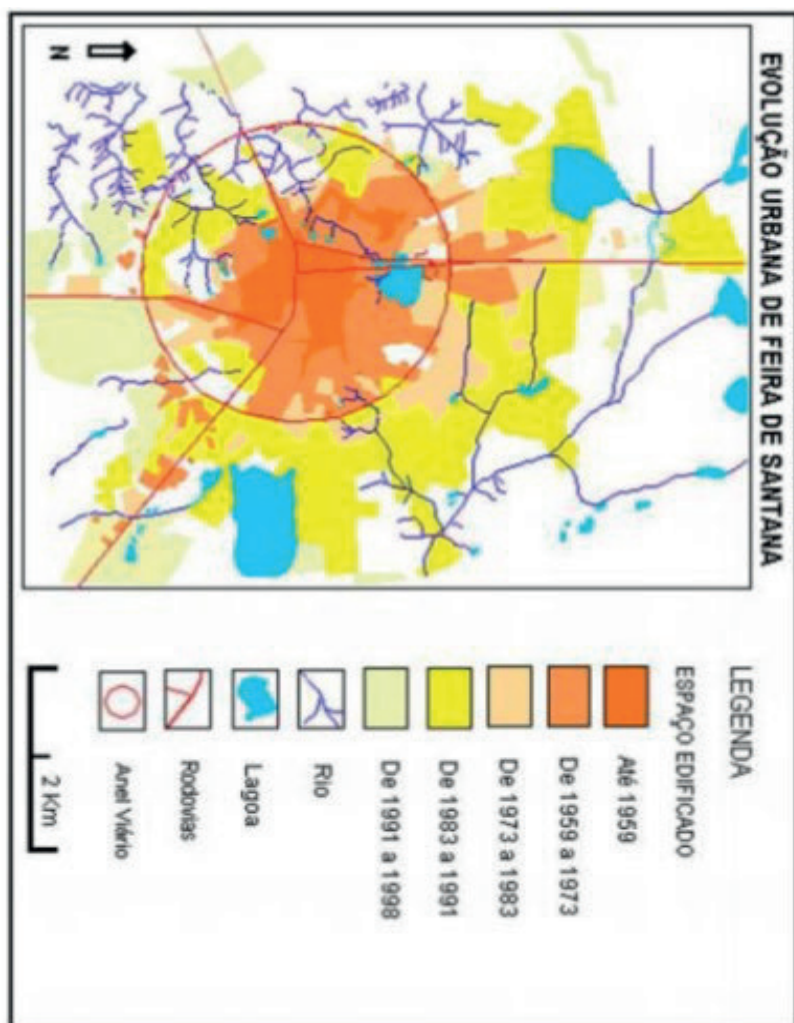 EVOLUÇÃO URBANA DE FEIRA DE SANTANA
N
LEGENDA
ESPAÇO EDIFICADO
Até 1959
De 1959 a 1973
De 1973 a 1983
De 1983 a 1991
De 1991 a 1998
Rio
Lagoa
Rodovias
Anel Viário
2 Km